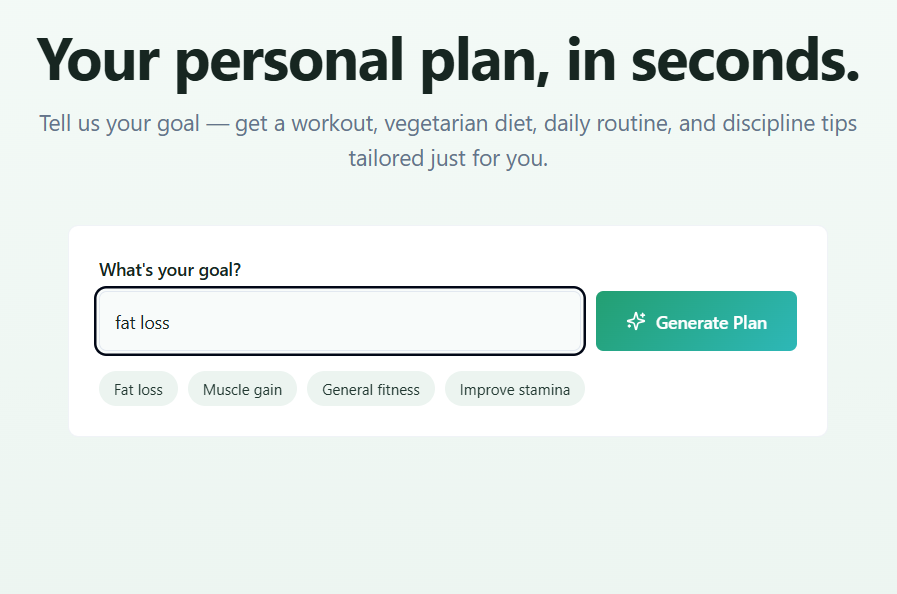 Your personal plan, in seconds.
Tell us your goal — get a workout, vegetarian diet, daily routine, and discipline tips
tailored just for you.
What's your goal?
fat loss
Generate Plan
Fat loss
Muscle gain
General fitness
Improve stamina